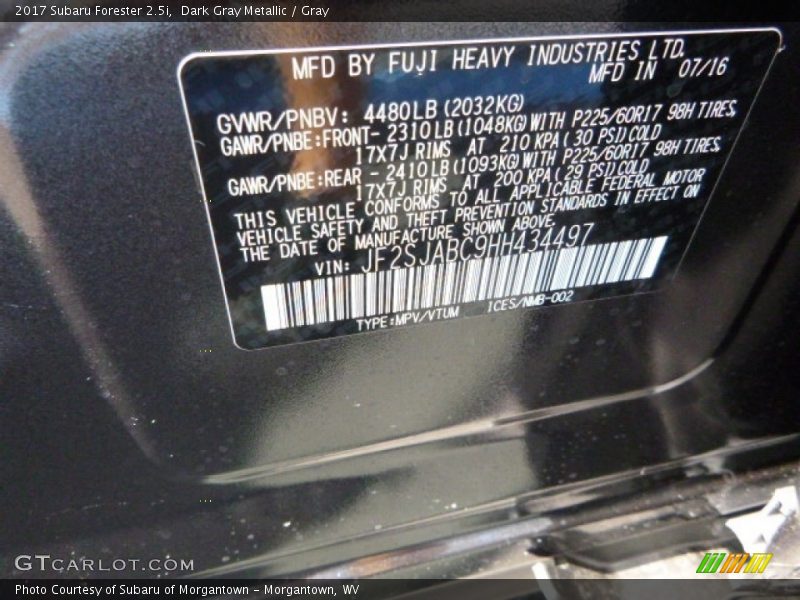 2017 Subaru Forester 2.5i,  Dark Gray Metallic / Gray
MFD BY FUJI HEAVY INDUSTRIES LTD.
MFD IN 07/16
GVWR/PNBV: 4480LB (2032KG)
GAWR/PNBE:FRONT- 2310LB (1048KG) WITH P225/60R17 98H TIRES,
17X7J RIMS AT 210 KPA ( 30 PSI) COLD
GAWR/PNBE:REAR - 2410LB (1093KG) WITH P225/60R17 98H TIRES,
17X7J RIMS AT 200 KPA ( 29 PSI) COLD
THIS VEHICLE CONFORMS TO ALL APPLICABLE FEDERAL MOTOR
VEHICLE SAFETY AND THEFT PREVENTION STANDARDS IN EFFECT ON
THE DATE OF MANUFACTURE SHOWN ABOVE.
VIN: JF2SJABC9HH434497
TYPE:MPV/VTUM ICES/NMB-002
GTCARLOT.COM
Photo Courtesy of Subaru of Morgantown - Morgantown, WV